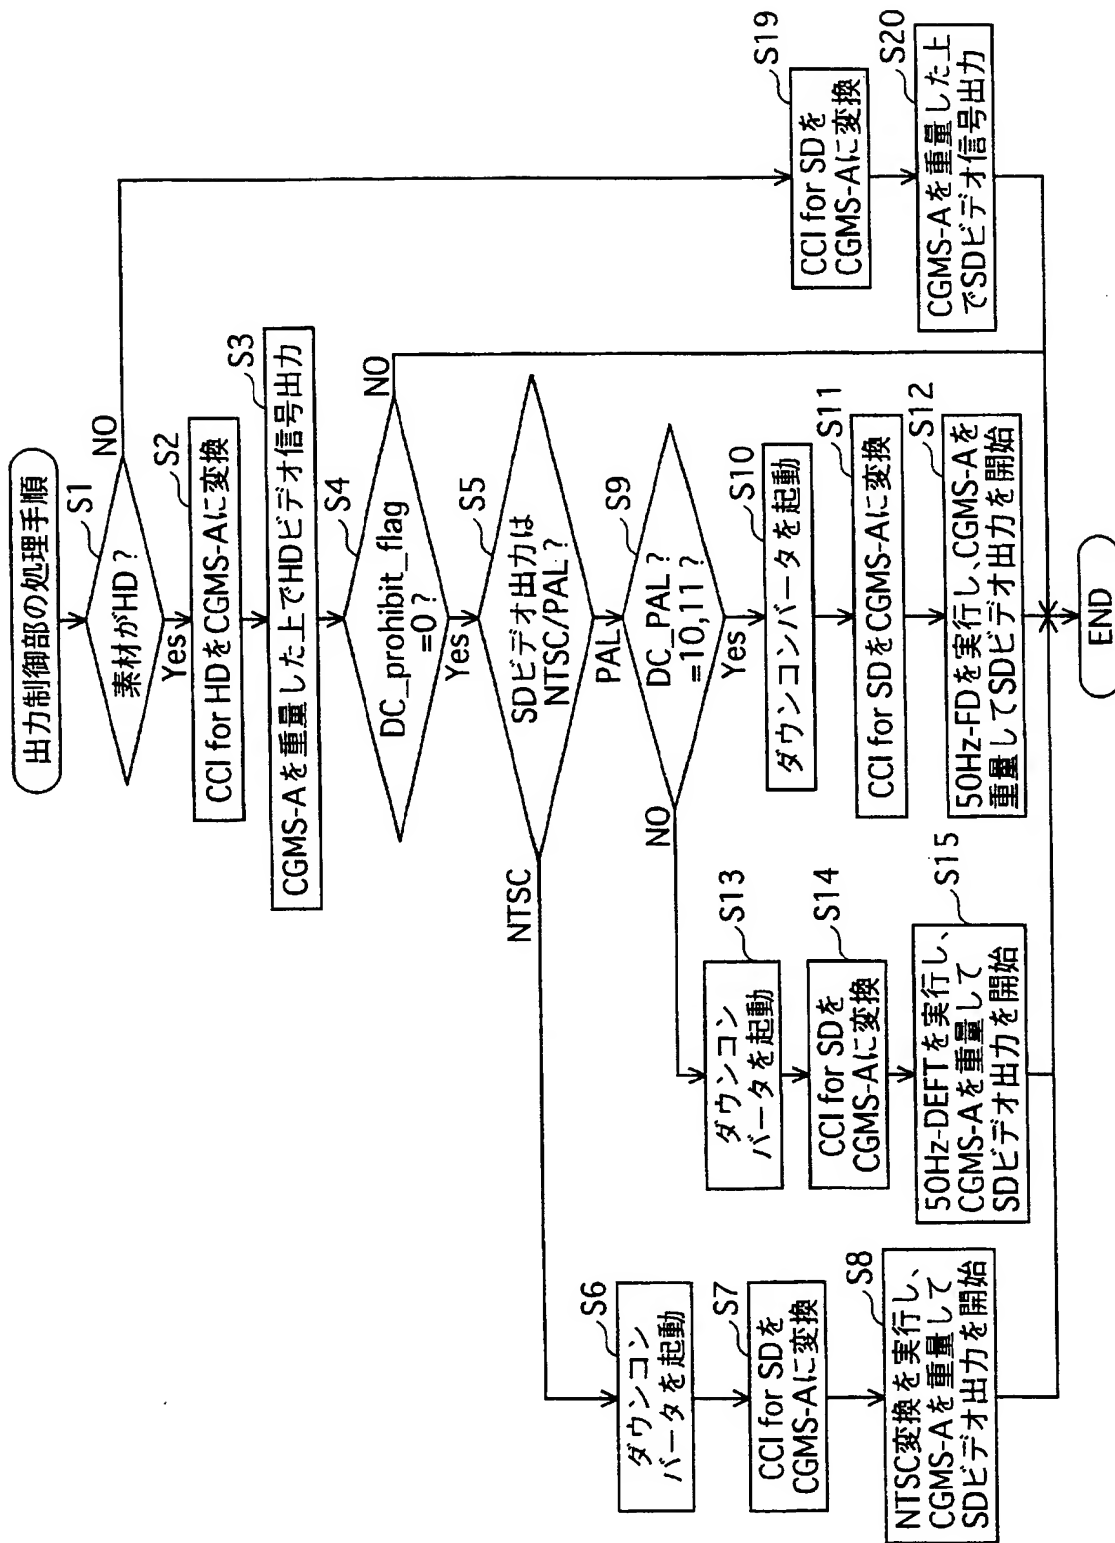 出力制御部の処理手順
S1
素材がHD?
NO
Yes
S2
CCI for HDをCGMS-Aに変換
S3
CGMS-Aを重量した上でHDビデオ信号出力
S4
DC_prohibit_flag
=0?
NO
Yes
S5
SDビデオ出力は
NTSC/PAL?
NTSC
PAL
S6
ダウンコン
バータを起動
S7
CCI for SDを
CGMS-Aに変換
S8
NTSC変換を実行し、
CGMS-Aを重量して
SDビデオ出力を開始
S9
DC_PAL?
=10,11?
NO
Yes
S10
ダウンコンバータを起動
S11
CCI for SDをCGMS-Aに変換
S12
50Hz-FDを実行し、CGMS-Aを
重量してSDビデオ出力を開始
S13
ダウンコン
バータを起動
S14
CCI for SDを
CGMS-Aに変換
S15
50Hz-DEFTを実行し、
CGMS-Aを重量して
SDビデオ出力を開始
S19
CCI for SDを
CGMS-Aに変換
S20
CGMS-Aを重量した上
でSDビデオ信号出力
END